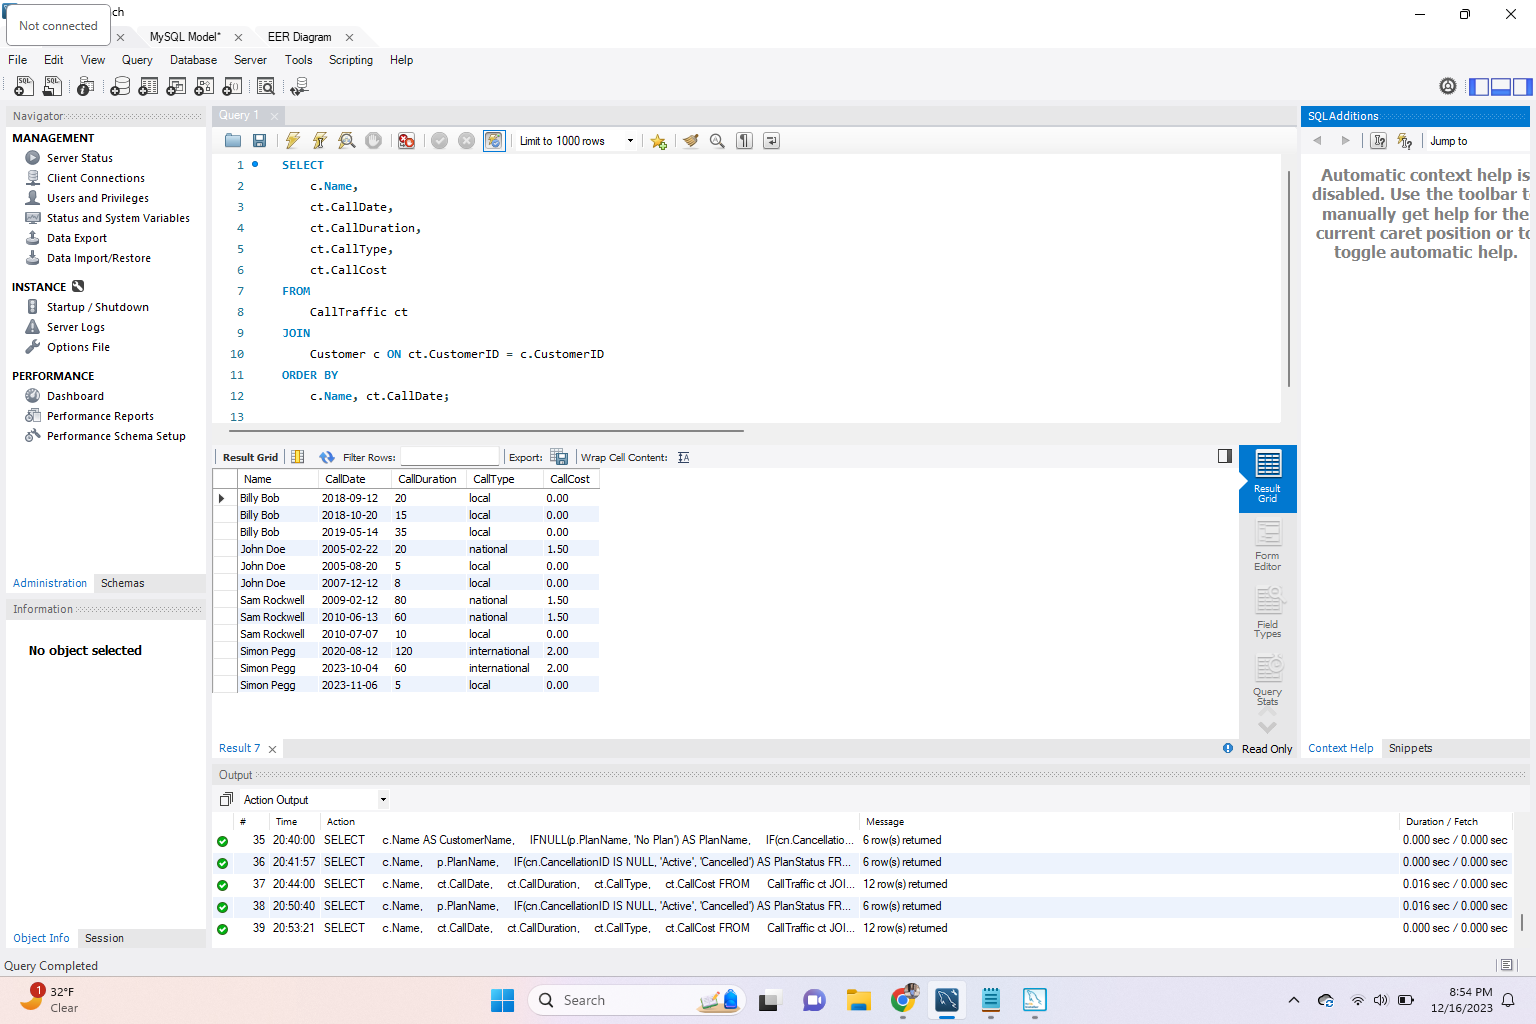 ch
Not connected
MySQL Model*
EER Diagram
File Edit View Query Database Server Tools Scripting Help
Navigator
MANAGEMENT
Server Status
Client Connections
Users and Privileges
Status and System Variables
Data Export
Data Import/Restore
INSTANCE
Startup / Shutdown
Server Logs
Options File
PERFORMANCE
Dashboard
Performance Reports
Performance Schema Setup
Administration Schemas
Information
No object selected
Object Info Session
Query 1
Limit to 1000 rows
1 SELECT
2 c.Name,
3 ct.CallDate,
4 ct.CallDuration,
5 ct.CallType,
6 ct.CallCost
7 FROM
8 CallTraffic ct
9 JOIN
10 Customer c ON ct.CustomerID = c.CustomerID
11 ORDER BY
12 c.Name, ct.CallDate;
13
Result Grid Filter Rows: Export: Wrap Cell Content:
Name CallDate CallDuration CallType CallCost
Billy Bob 2018-09-12 20 local 0.00
Billy Bob 2018-10-20 15 local 0.00
Billy Bob 2019-05-14 35 local 0.00
John Doe 2005-02-22 20 national 1.50
John Doe 2005-08-20 5 local 0.00
John Doe 2007-12-12 8 local 0.00
Sam Rockwell 2009-02-12 80 national 1.50
Sam Rockwell 2010-06-13 60 national 1.50
Sam Rockwell 2010-07-07 10 local 0.00
Simon Pegg 2020-08-12 120 international 2.00
Simon Pegg 2023-10-04 60 international 2.00
Simon Pegg 2023-11-06 5 local 0.00
Result
Grid
Form
Editor
Field
Types
Query
Stats
Result 7
Read Only
SQLAdditions
Jump to
Automatic context help is
disabled. Use the toolbar t
manually get help for the
current caret position or to
toggle automatic help.
Context Help Snippets
Output
Action Output
# Time Action Message Duration / Fetch
35 20:40:00 SELECT c.Name AS CustomerName, IFNULL(p.PlanName, 'No Plan') AS PlanName, IF(cn.Cancellatio... 6 row(s) returned 0.000 sec / 0.000 sec
36 20:41:57 SELECT c.Name, p.PlanName, IF(cn.CancellationID IS NULL, 'Active', 'Cancelled') AS PlanStatus FR... 6 row(s) returned 0.000 sec / 0.000 sec
37 20:44:00 SELECT c.Name, ct.CallDate, ct.CallDuration, ct.CallType, ct.CallCost FROM CallTraffic ct JOI... 12 row(s) returned 0.016 sec / 0.000 sec
38 20:50:40 SELECT c.Name, p.PlanName, IF(cn.CancellationID IS NULL, 'Active', 'Cancelled') AS PlanStatus FR... 6 row(s) returned 0.016 sec / 0.000 sec
39 20:53:21 SELECT c.Name, ct.CallDate, ct.CallDuration, ct.CallType, ct.CallCost FROM CallTraffic ct JOI... 12 row(s) returned 0.000 sec / 0.000 sec
Query Completed
1
32°F
Clear
Search
8:54 PM
12/16/2023